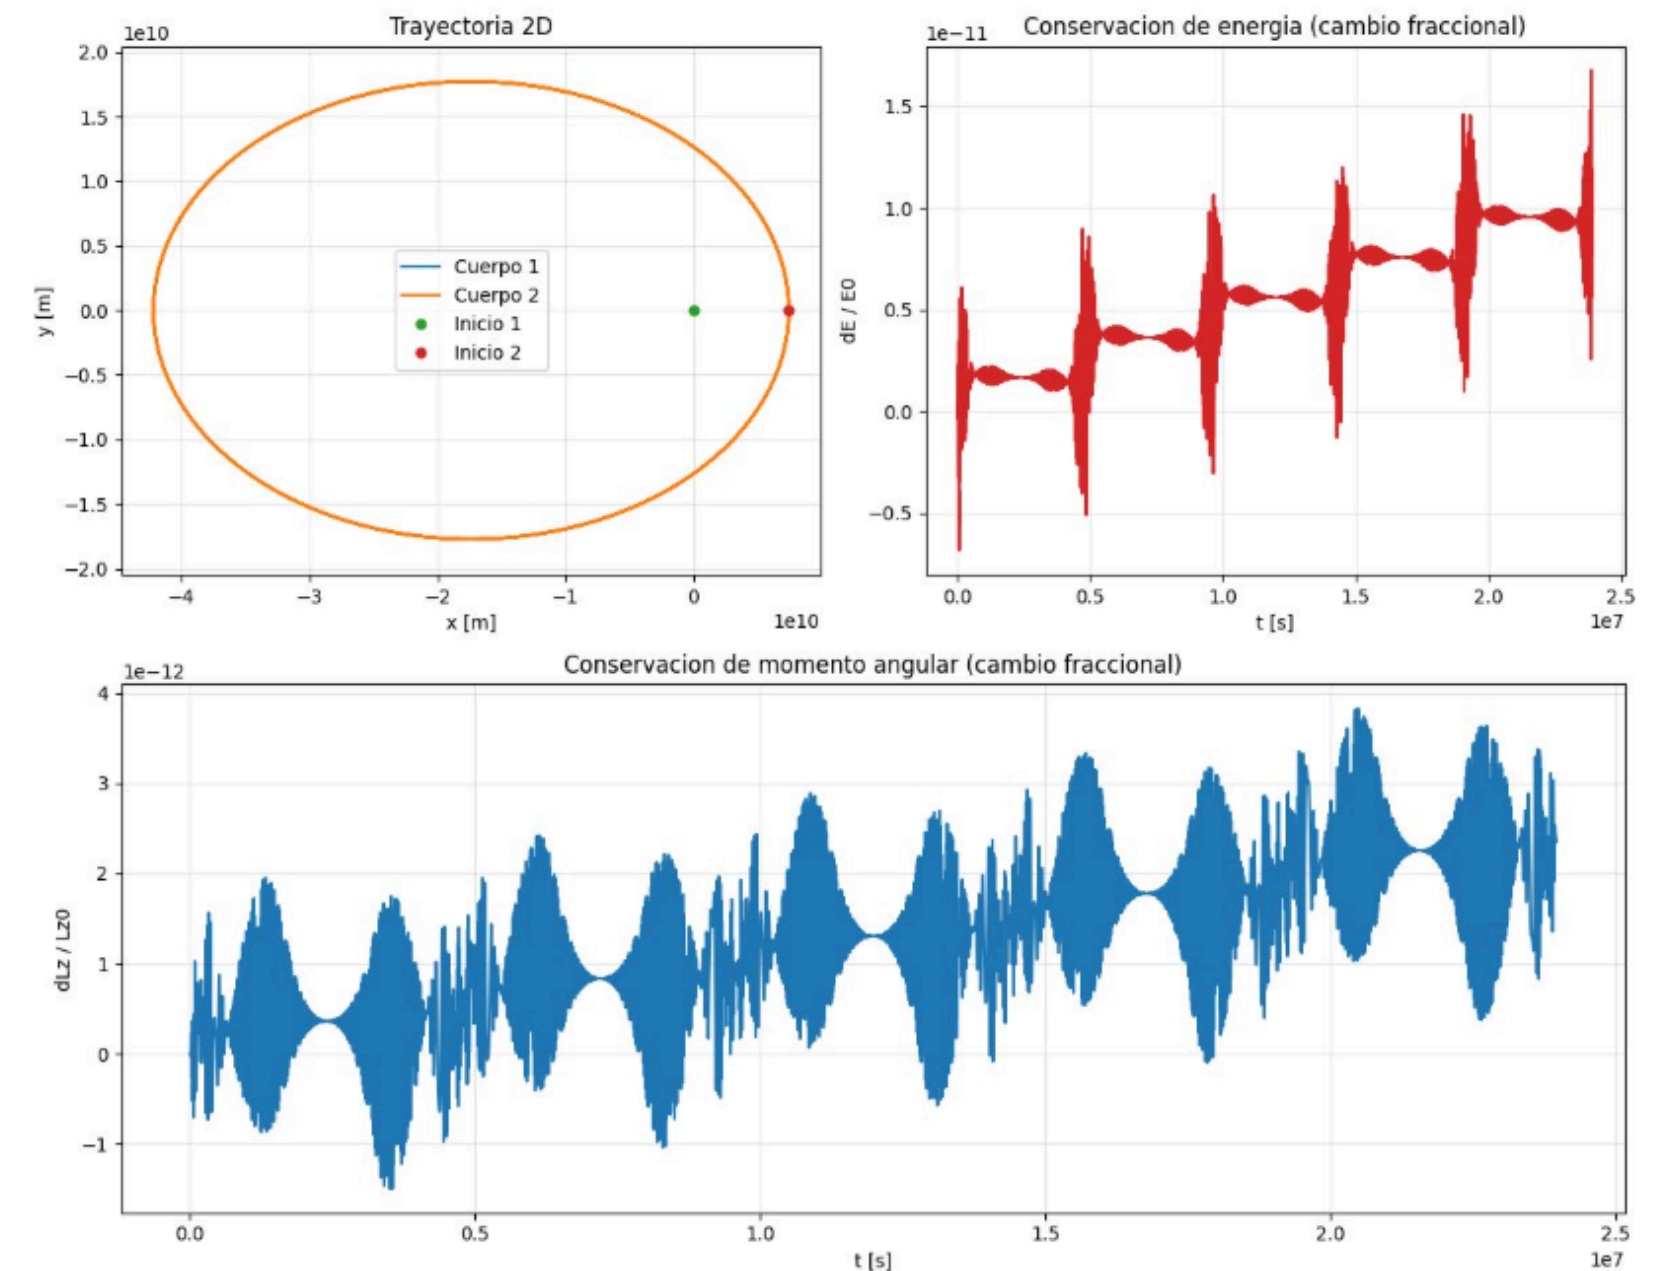 Trayectoria 2D
1e10
2.0
1.5
1.0
0.5
0.0
−0.5
−1.0
−1.5
−2.0
y [m]
Cuerpo 1
Cuerpo 2
Inicio 1
Inicio 2
−4
−3
−2
−1
0
x [m]
1e10
Conservacion de energia (cambio fraccional)
1e−11
1.5
1.0
0.5
0.0
−0.5
dE / E0
0.0
0.5
1.0
1.5
2.0
2.5
t [s]
1e7
Conservacion de momento angular (cambio fraccional)
1e−12
4
3
2
1
0
−1
dLz / Lz0
0.0
0.5
1.0
1.5
2.0
2.5
t [s]
1e7